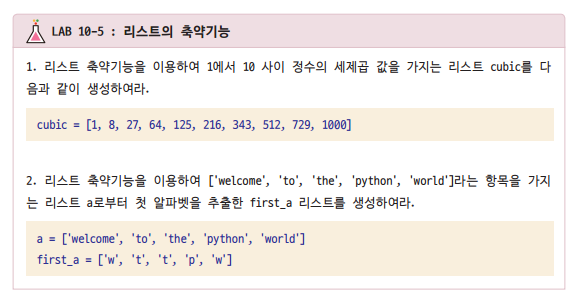 LAB 10-5 : 리스트의 축약기능
1. 리스트 축약기능을 이용하여 1에서 10 사이 정수의 세제곱 값을 가지는 리스트 cubic를 다
음과 같이 생성하여라.
cubic = [1, 8, 27, 64, 125, 216, 343, 512, 729, 1000]
2. 리스트 축약기능을 이용하여 ['welcome', 'to', 'the', 'python', 'world']라는 항목을 가지
는 리스트 a로부터 첫 알파벳을 추출한 first_a 리스트를 생성하여라.
a = ['welcome', 'to', 'the', 'python', 'world']
first_a = ['w', 't', 't', 'p', 'w']